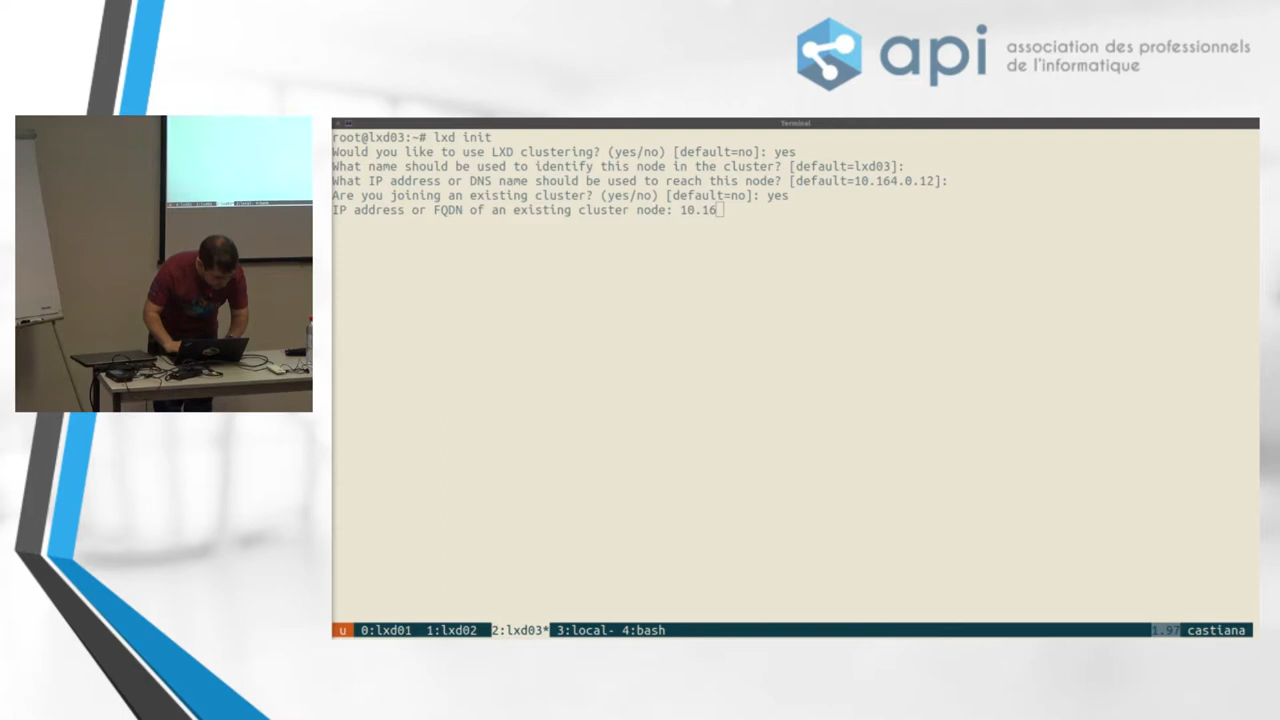 api
association des professionnels
de l'informatique
Terminal
root@lxd03:~# lxd init
Would you like to use LXD clustering? (yes/no) [default=no]: yes
What name should be used to identify this node in the cluster? [default=lxd03]:
What IP address or DNS name should be used to reach this node? [default=10.164.0.12]:
Are you joining an existing cluster? (yes/no) [default=no]: yes
IP address or FQDN of an existing cluster node: 10.16
u 0:lxd01 1:lxd02 2:lxd03* 3:local- 4:bash 1.97 castiana